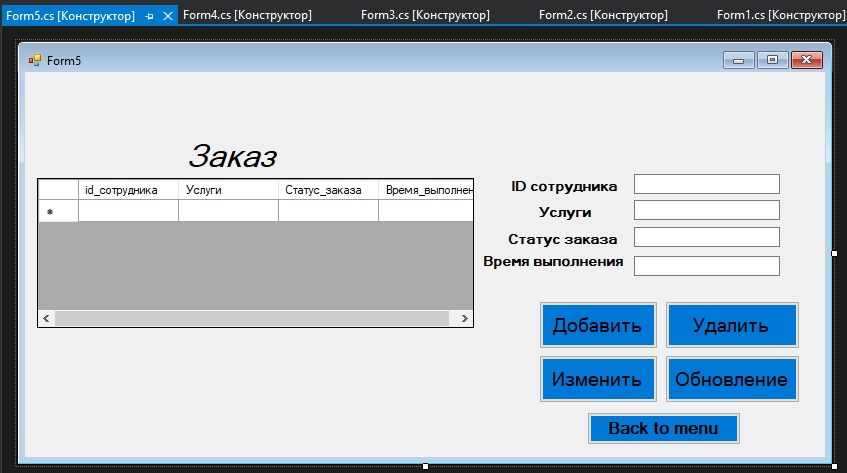 Form5.cs [Конструктор] Form4.cs [Конструктор] Form3.cs [Конструктор] Form2.cs [Конструктор] Form1.cs [Конструктор]
Form5
Заказ
id_сотрудника Услуги Статус_заказа Время_выполнен
ID сотрудника
Услуги
Статус заказа
Время выполнения
Добавить Удалить
Изменить Обновление
Back to menu